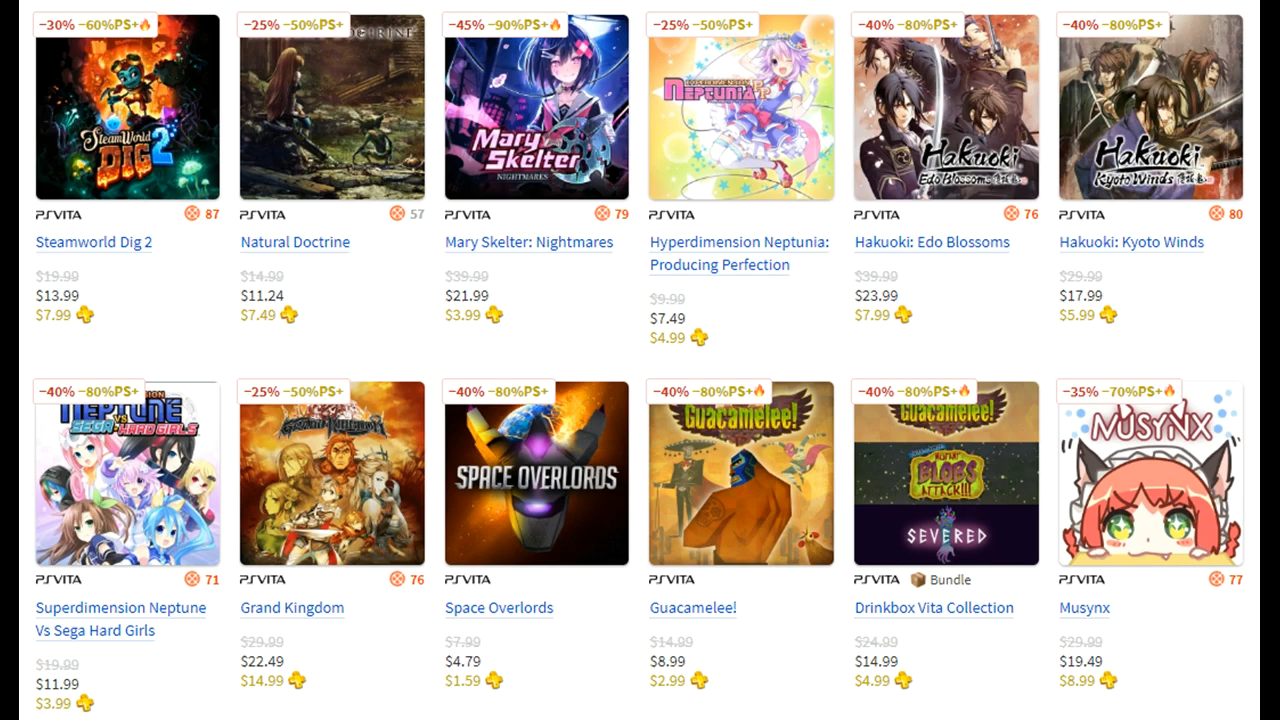 −30% −60%PS+
−25% −50%PS+
−45% −90%PS+
−25% −50%PS+
−40% −80%PS+
−40% −80%PS+
SteamWorld
DIG 2
Mary
Skelter
NIGHTMARES
NEPTUNIA PP
Hakuoki
Edo Blossoms
Hakuoki
Kyoto Winds
PSVITA 87
PSVITA 57
PSVITA 79
PSVITA
PSVITA 76
PSVITA 80
Steamworld Dig 2
Natural Doctrine
Mary Skelter: Nightmares
Hyperdimension Neptunia:
Producing Perfection
Hakuoki: Edo Blossoms
Hakuoki: Kyoto Winds
$19.99
$13.99
$7.99
$14.99
$11.24
$7.49
$39.99
$21.99
$3.99
$9.99
$7.49
$4.99
$39.99
$23.99
$7.99
$29.99
$17.99
$5.99
−40% −80%PS+
−25% −50%PS+
−40% −80%PS+
−40% −80%PS+
−40% −80%PS+
−35% −70%PS+
NEPTUNE
VS
SEGA HARD GIRLS
GRAND KINGDOM
SPACE OVERLORDS
Guacamelee!
Guacamelee!
MUTANT
BLOBS
ATTACK!!!
SEVERED
MUSYNX
PSVITA 71
PSVITA 76
PSVITA
PSVITA
PSVITA Bundle
PSVITA 77
Superdimension Neptune
Vs Sega Hard Girls
Grand Kingdom
Space Overlords
Guacamelee!
Drinkbox Vita Collection
Musynx
$19.99
$11.99
$3.99
$29.99
$22.49
$14.99
$7.99
$4.79
$1.59
$14.99
$8.99
$2.99
$24.99
$14.99
$4.99
$29.99
$19.49
$8.99